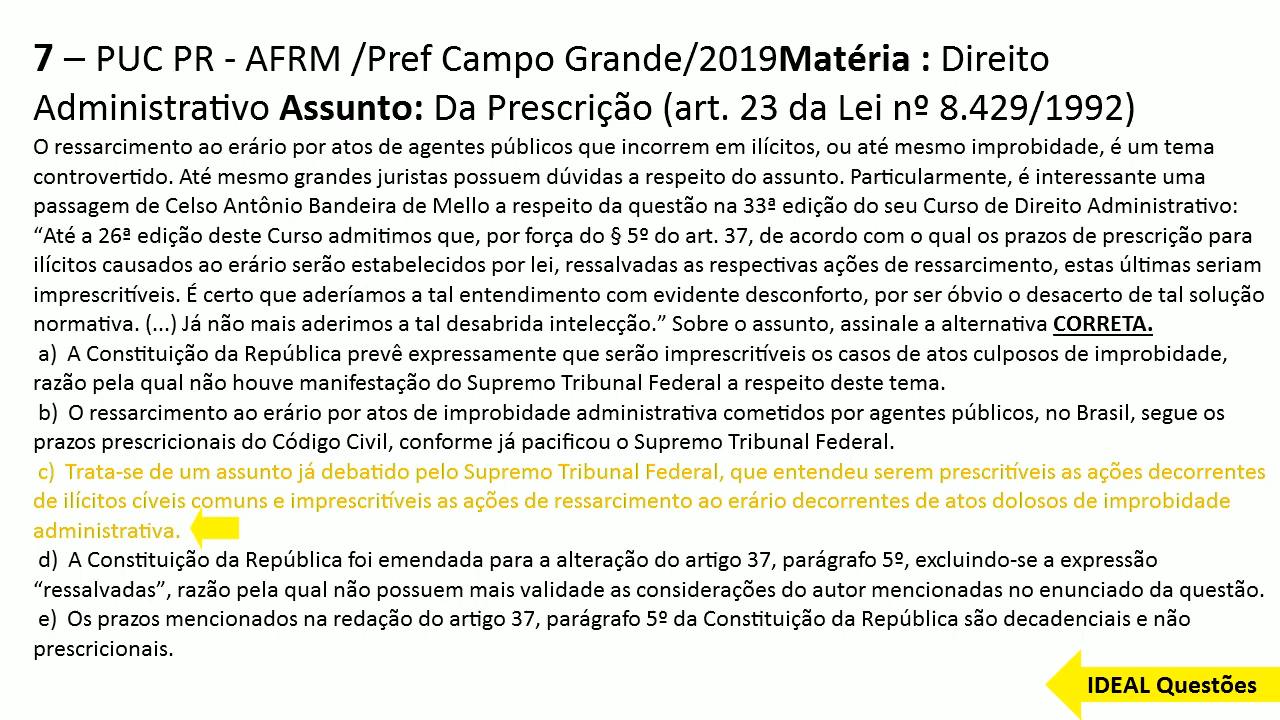 7 – PUC PR - AFRM /Pref Campo Grande/2019Matéria : Direito
Administrativo Assunto: Da Prescrição (art. 23 da Lei nº 8.429/1992)
O ressarcimento ao erário por atos de agentes públicos que incorrem em ilícitos, ou até mesmo improbidade, é um tema
controvertido. Até mesmo grandes juristas possuem dúvidas a respeito do assunto. Particularmente, é interessante uma
passagem de Celso Antônio Bandeira de Mello a respeito da questão na 33ª edição do seu Curso de Direito Administrativo:
“Até a 26ª edição deste Curso admitimos que, por força do § 5º do art. 37, de acordo com o qual os prazos de prescrição para
ilícitos causados ao erário serão estabelecidos por lei, ressalvadas as respectivas ações de ressarcimento, estas últimas seriam
imprescritíveis. É certo que aderíamos a tal entendimento com evidente desconforto, por ser óbvio o desacerto de tal solução
normativa. (...) Já não mais aderimos a tal desabrida intelecção.” Sobre o assunto, assinale a alternativa CORRETA.
a) A Constituição da República prevê expressamente que serão imprescritíveis os casos de atos culposos de improbidade,
razão pela qual não houve manifestação do Supremo Tribunal Federal a respeito deste tema.
b) O ressarcimento ao erário por atos de improbidade administrativa cometidos por agentes públicos, no Brasil, segue os
prazos prescricionais do Código Civil, conforme já pacificou o Supremo Tribunal Federal.
c) Trata-se de um assunto já debatido pelo Supremo Tribunal Federal, que entendeu serem prescritíveis as ações decorrentes
de ilícitos cíveis comuns e imprescritíveis as ações de ressarcimento ao erário decorrentes de atos dolosos de improbidade
administrativa.
d) A Constituição da República foi emendada para a alteração do artigo 37, parágrafo 5º, excluindo-se a expressão
“ressalvadas”, razão pela qual não possuem mais validade as considerações do autor mencionadas no enunciado da questão.
e) Os prazos mencionados na redação do artigo 37, parágrafo 5º da Constituição da República são decadenciais e não
prescricionais.
IDEAL Questões